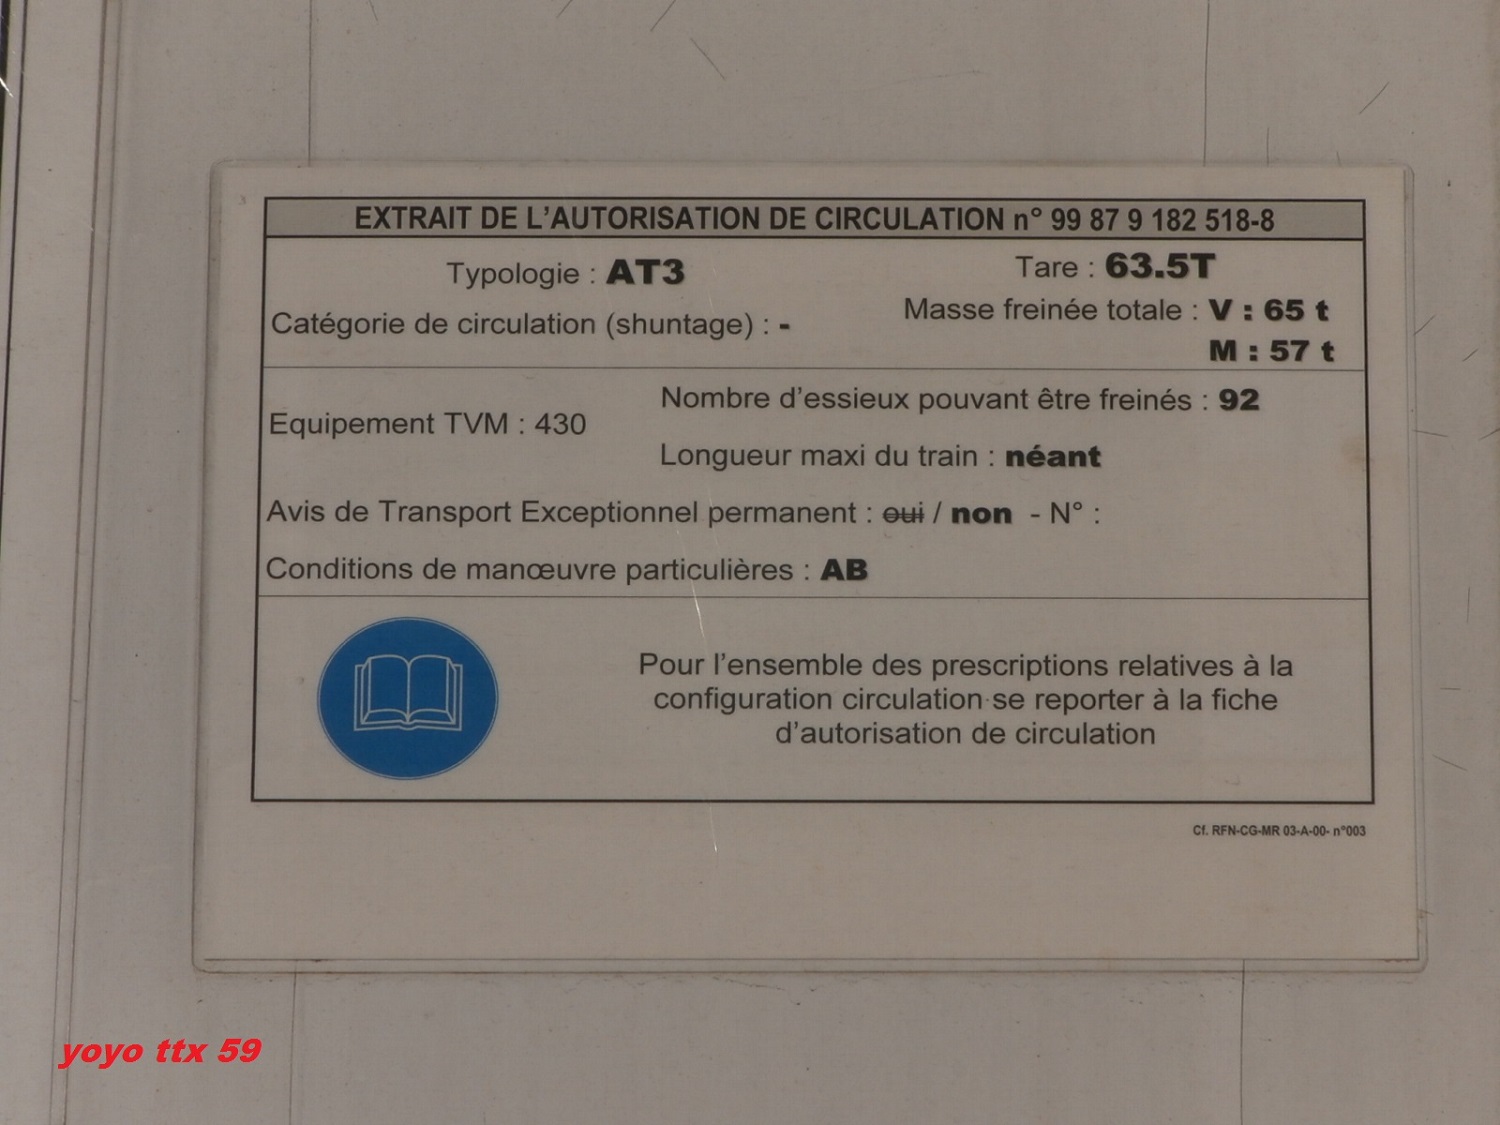 EXTRAIT DE L'AUTORISATION DE CIRCULATION n° 99 87 9 182 518-8
Typologie : AT3
Tare : 63.5T
Catégorie de circulation (shuntage) : -
Masse freinée totale : V : 65 t
M : 57 t
Equipement TVM : 430
Nombre d'essieux pouvant être freinés : 92
Longueur maxi du train : néant
Avis de Transport Exceptionnel permanent : oui / non - N° :
Conditions de manœuvre particulières : AB
Pour l'ensemble des prescriptions relatives à la
configuration circulation se reporter à la fiche
d'autorisation de circulation
Cf. RFN-CG-MR 03-A-00- n°003
yoyo ttx 59